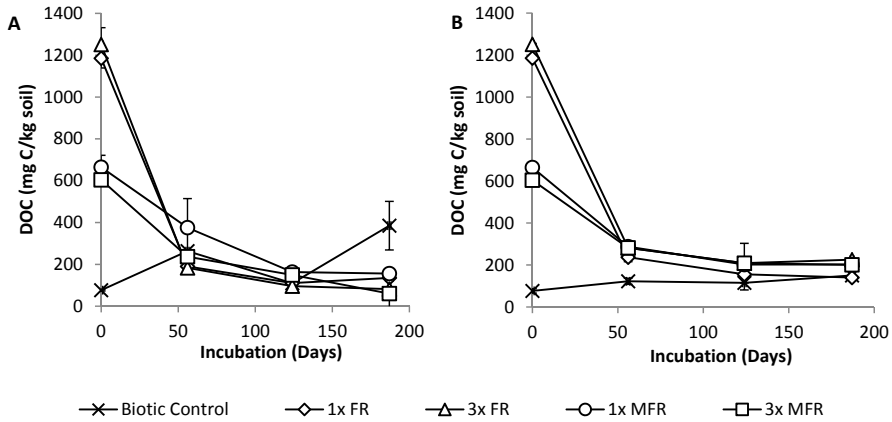 A
1400
1200
1000
800
600
400
200
0
DOC (mg C/kg soil)
0 50 100 150 200
Incubation (Days)
B
1400
1200
1000
800
600
400
200
0
DOC (mg C/kg soil)
0 50 100 150 200
Incubation (Days)
Biotic Control 1x FR 3x FR 1x MFR 3x MFR